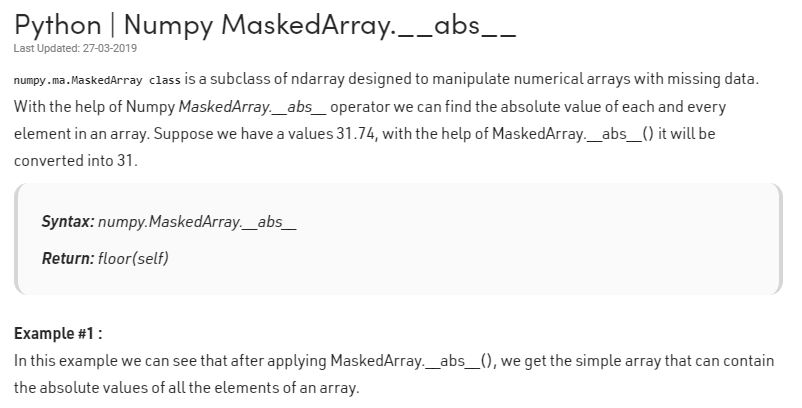 Python | Numpy MaskedArray.__abs__
Last Updated: 27-03-2019
numpy.ma.MaskedArray class is a subclass of ndarray designed to manipulate numerical arrays with missing data.
With the help of Numpy MaskedArray.__abs__ operator we can find the absolute value of each and every
element in an array. Suppose we have a values 31.74, with the help of MaskedArray.__abs__() it will be
converted into 31.
Syntax: numpy.MaskedArray.__abs__
Return: floor(self)
Example #1 :
In this example we can see that after applying MaskedArray.__abs__(), we get the simple array that can contain
the absolute values of all the elements of an array.